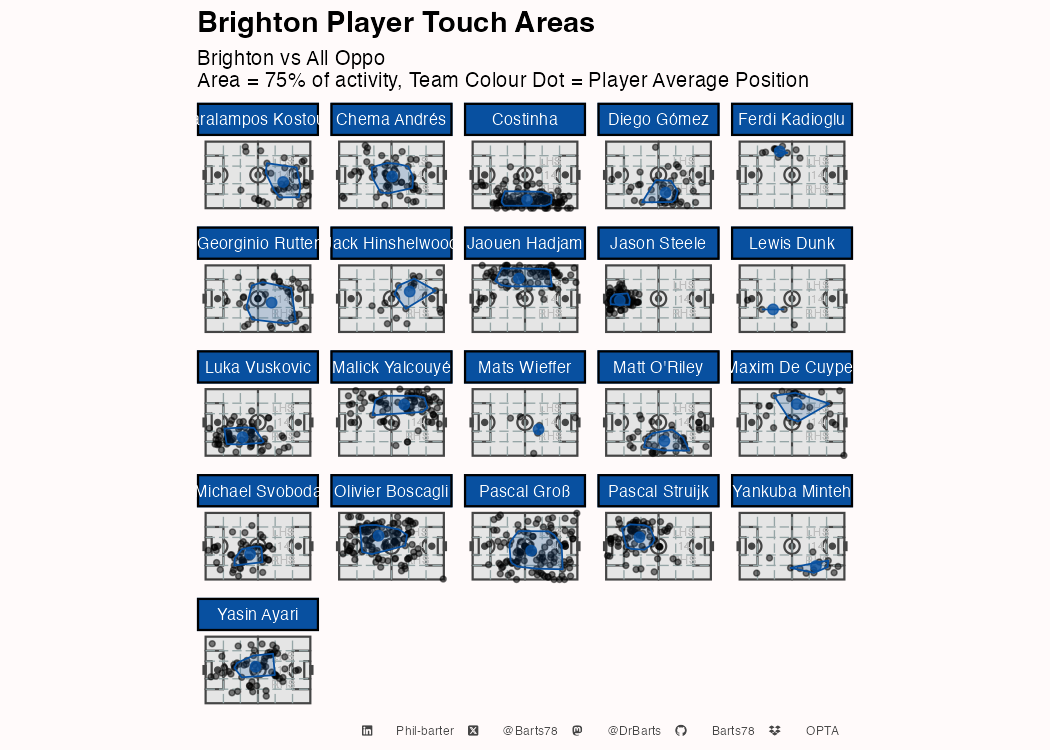 Brighton Player Touch Areas
Brighton vs All Oppo
Area = 75% of activity, Team Colour Dot = Player Average Position
aralampos Kostou Chema Andrés Costinha Diego Gómez Ferdi Kadioglu
Georginio Rutter Jack Hinshelwood Jaouen Hadjam Jason Steele Lewis Dunk
Luka Vuskovic Malick Yalcouyé Mats Wieffer Matt O'Riley Maxim De Cuype
Michael Svoboda Olivier Boscagli Pascal Groß Pascal Struijk Yankuba Minteh
Yasin Ayari
Phil-barter @Barts78 @DrBarts Barts78 OPTA